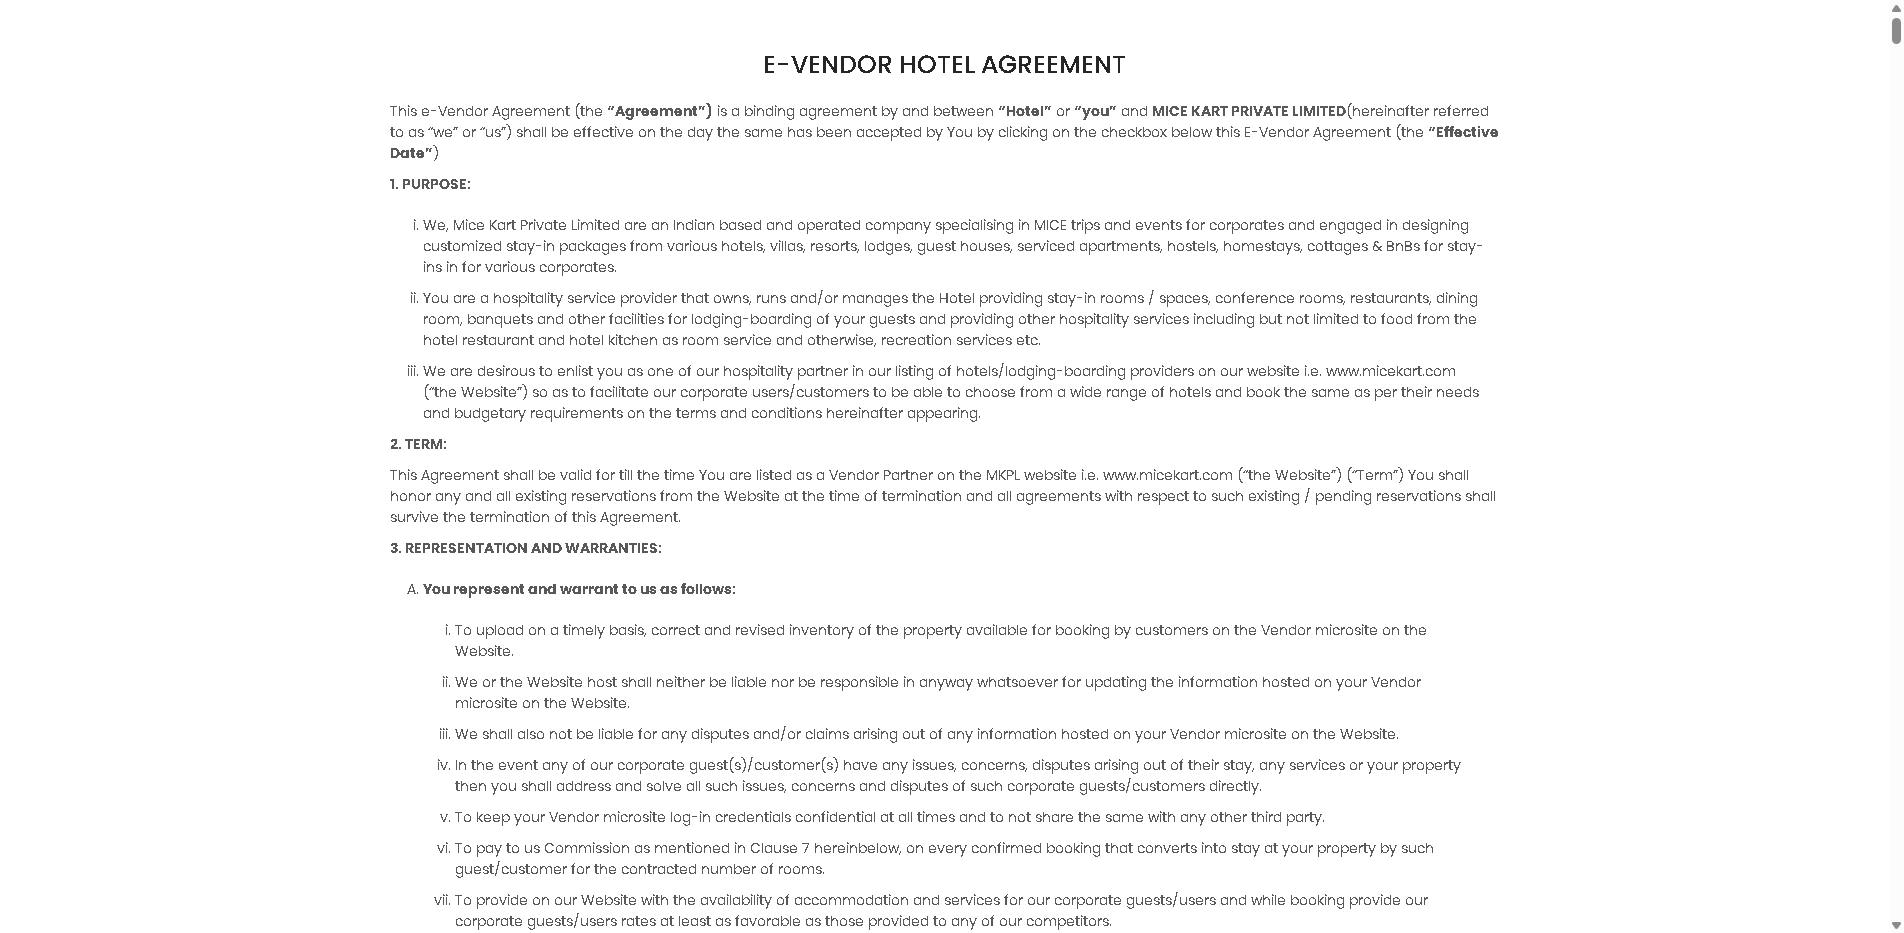 E-VENDOR HOTEL AGREEMENT
This e-Vendor Agreement (the “Agreement”) is a binding agreement by and between “Hotel” or “you” and MICE KART PRIVATE LIMITED(hereinafter referred
to as “we” or “us”) shall be effective on the day the same has been accepted by You by clicking on the checkbox below this E-Vendor Agreement (the “Effective
Date”)
1. PURPOSE:
i. We, Mice Kart Private Limited are an Indian based and operated company specialising in MICE trips and events for corporates and engaged in designing
customized stay-in packages from various hotels, villas, resorts, lodges, guest houses, serviced apartments, hostels, homestays, cottages & BnBs for stay-
ins in for various corporates.
ii. You are a hospitality service provider that owns, runs and/or manages the Hotel providing stay-in rooms / spaces, conference rooms, restaurants, dining
room, banquets and other facilities for lodging-boarding of your guests and providing other hospitality services including but not limited to food from the
hotel restaurant and hotel kitchen as room service and otherwise, recreation services etc.
iii. We are desirous to enlist you as one of our hospitality partner in our listing of hotels/lodging-boarding providers on our website i.e. www.micekart.com
(“the Website”) so as to facilitate our corporate users/customers to be able to choose from a wide range of hotels and book the same as per their needs
and budgetary requirements on the terms and conditions hereinafter appearing.
2. TERM:
This Agreement shall be valid for till the time You are listed as a Vendor Partner on the MKPL website i.e. www.micekart.com (“the Website”) (“Term”) You shall
honor any and all existing reservations from the Website at the time of termination and all agreements with respect to such existing / pending reservations shall
survive the termination of this Agreement.
3. REPRESENTATION AND WARRANTIES:
A. You represent and warrant to us as follows:
i. To upload on a timely basis, correct and revised inventory of the property available for booking by customers on the Vendor microsite on the
Website.
ii. We or the Website host shall neither be liable nor be responsible in anyway whatsoever for updating the information hosted on your Vendor
microsite on the Website.
iii. We shall also not be liable for any disputes and/or claims arising out of any information hosted on your Vendor microsite on the Website.
iv. In the event any of our corporate guest(s)/customer(s) have any issues, concerns, disputes arising out of their stay, any services or your property
then you shall address and solve all such issues, concerns and disputes of such corporate guests/customers directly.
v. To keep your Vendor microsite log-in credentials confidential at all times and to not share the same with any other third party.
vi. To pay to us Commission as mentioned in Clause 7 hereinbelow, on every confirmed booking that converts into stay at your property by such
guest/customer for the contracted number of rooms.
vii. To provide on our Website with the availability of accommodation and services for our corporate guests/users and while booking provide our
corporate guests/users rates at least as favorable as those provided to any of our competitors.